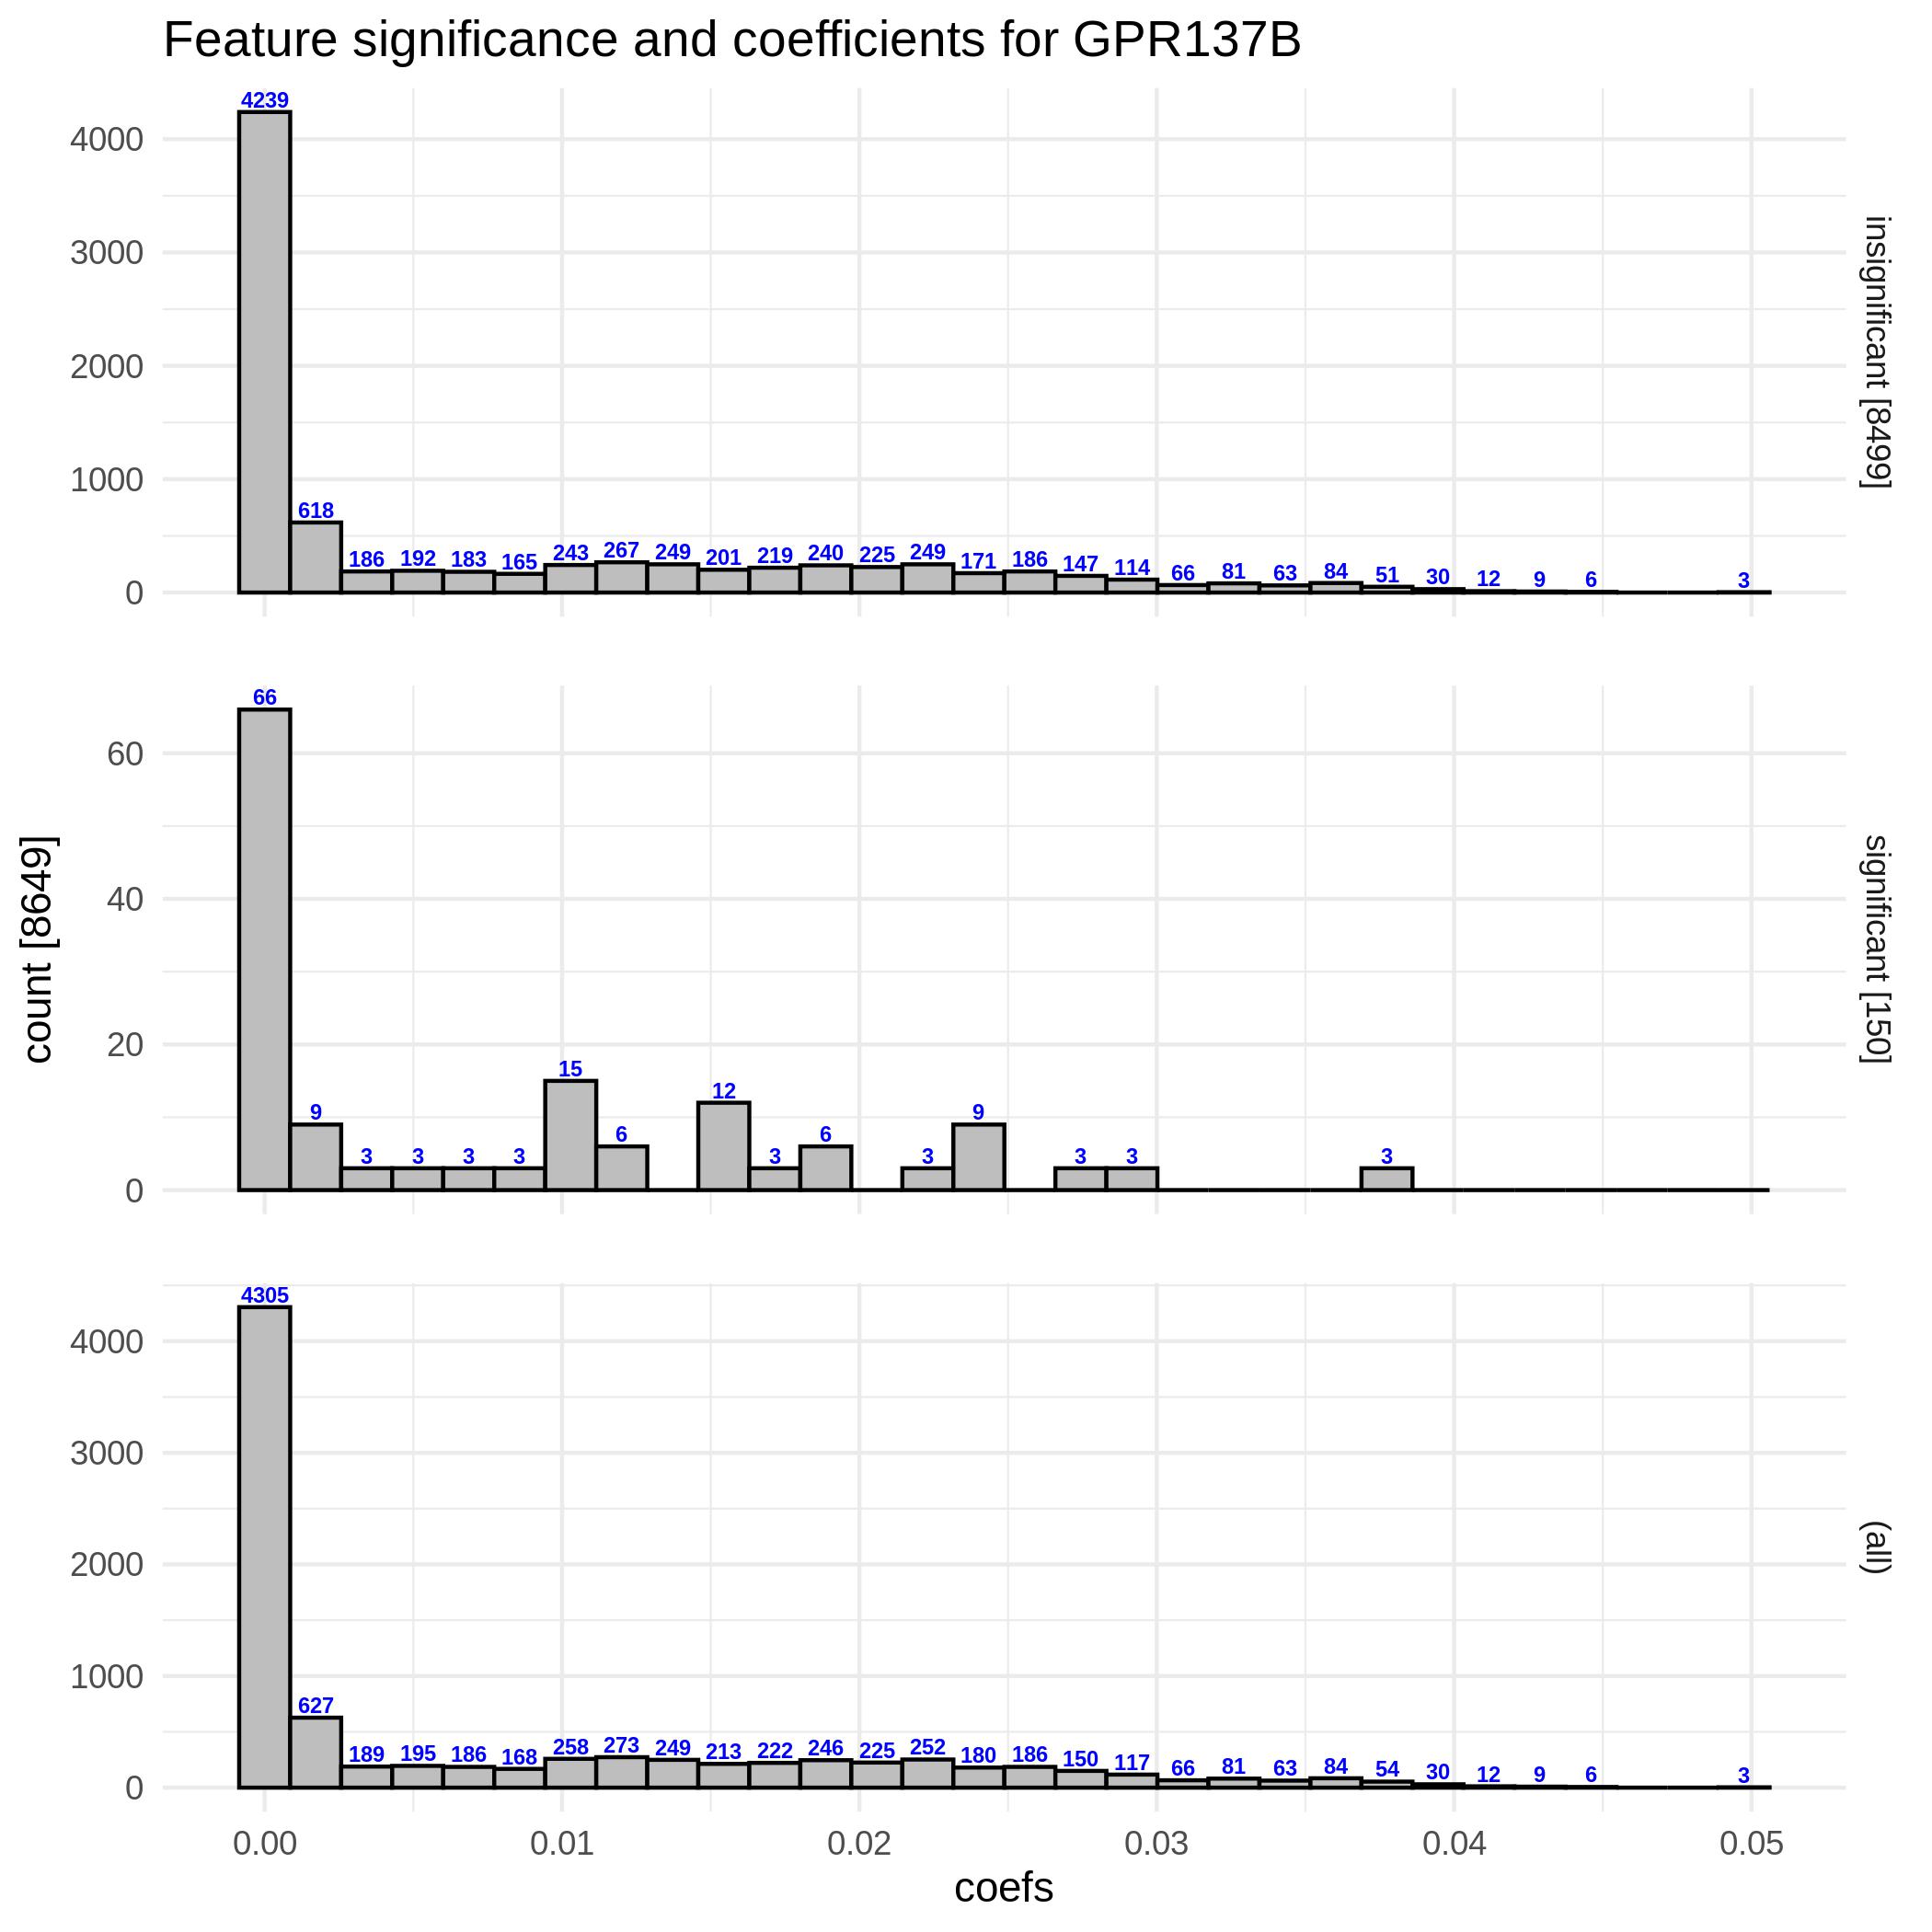 Feature significance and coefficients for GPR137B
4239
618 186 192 183 165 243 267 249 201 219 240 225 249 171 186 147 114 66 81 63 84 51 30 12 9 6 3
4000
3000
2000
1000
0
insignificant [8499]
66
9 3 3 3 3 15 6 12 3 6 3 9 3 3 3
60
40
20
0
significant [150]
count [8649]
4305
627 189 195 186 168 258 273 249 213 222 246 225 252 180 186 150 117 66 81 63 84 54 30 12 9 6 3
4000
3000
2000
1000
0
(all)
0.00 0.01 0.02 0.03 0.04 0.05
coefs